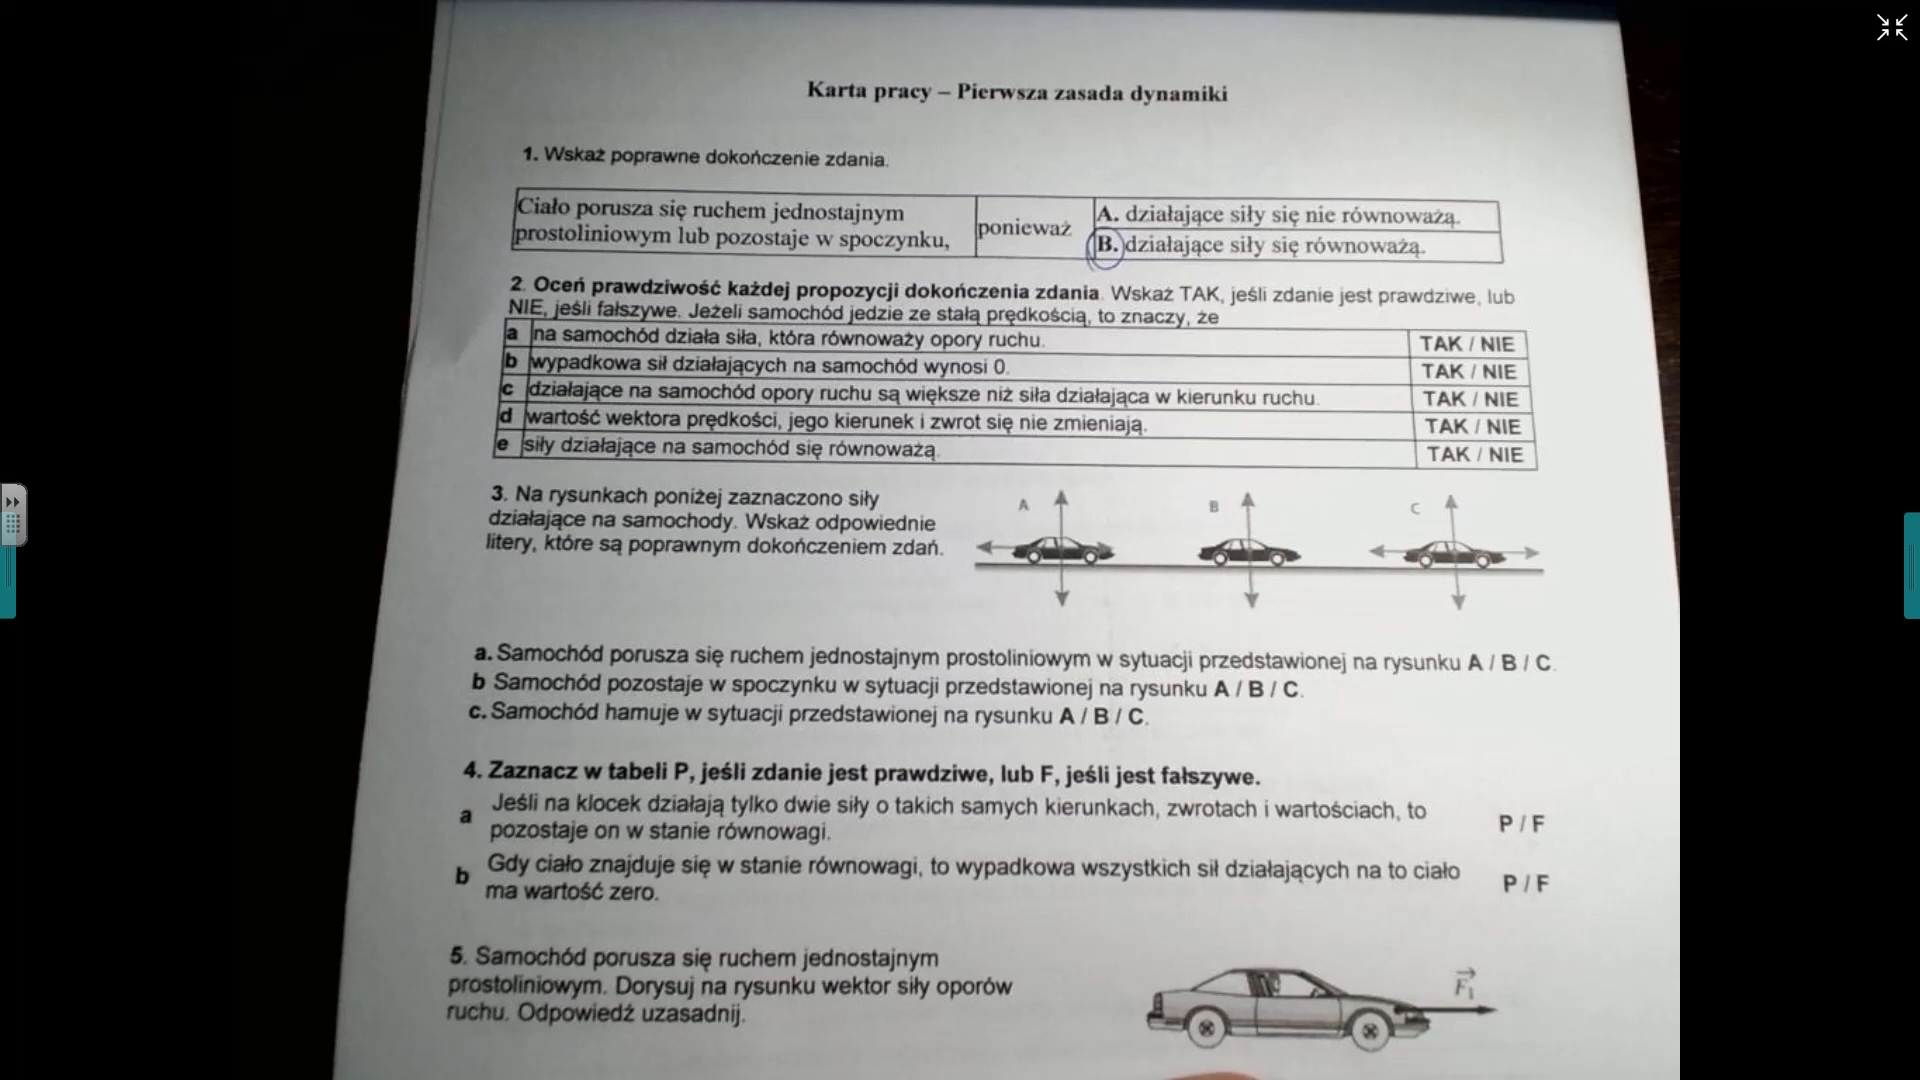 Karta pracy – Pierwsza zasada dynamiki
1. Wskaż poprawne dokończenie zdania.
Ciało porusza się ruchem jednostajnym
prostoliniowym lub pozostaje w spoczynku,
ponieważ
A. działające siły się nie równoważą.
B. działające siły się równoważą.
2. Oceń prawdziwość każdej propozycji dokończenia zdania. Wskaż TAK, jeśli zdanie jest prawdziwe, lub
NIE, jeśli fałszywe. Jeżeli samochód jedzie ze stałą prędkością, to znaczy, że
a na samochód działa siła, która równoważy opory ruchu. TAK / NIE
b wypadkowa sił działających na samochód wynosi 0. TAK / NIE
c działające na samochód opory ruchu są większe niż siła działająca w kierunku ruchu. TAK / NIE
d wartość wektora prędkości, jego kierunek i zwrot się nie zmieniają. TAK / NIE
e siły działające na samochód się równoważą. TAK / NIE
3. Na rysunkach poniżej zaznaczono siły
działające na samochody. Wskaż odpowiednie
litery, które są poprawnym dokończeniem zdań.
A B C
a. Samochód porusza się ruchem jednostajnym prostoliniowym w sytuacji przedstawionej na rysunku A / B / C.
b Samochód pozostaje w spoczynku w sytuacji przedstawionej na rysunku A / B / C.
c. Samochód hamuje w sytuacji przedstawionej na rysunku A / B / C.
4. Zaznacz w tabeli P, jeśli zdanie jest prawdziwe, lub F, jeśli jest fałszywe.
a Jeśli na klocek działają tylko dwie siły o takich samych kierunkach, zwrotach i wartościach, to
pozostaje on w stanie równowagi. P / F
b Gdy ciało znajduje się w stanie równowagi, to wypadkowa wszystkich sił działających na to ciało
ma wartość zero. P / F
5. Samochód porusza się ruchem jednostajnym
prostoliniowym. Dorysuj na rysunku wektor siły oporów
ruchu. Odpowiedź uzasadnij.
F₁